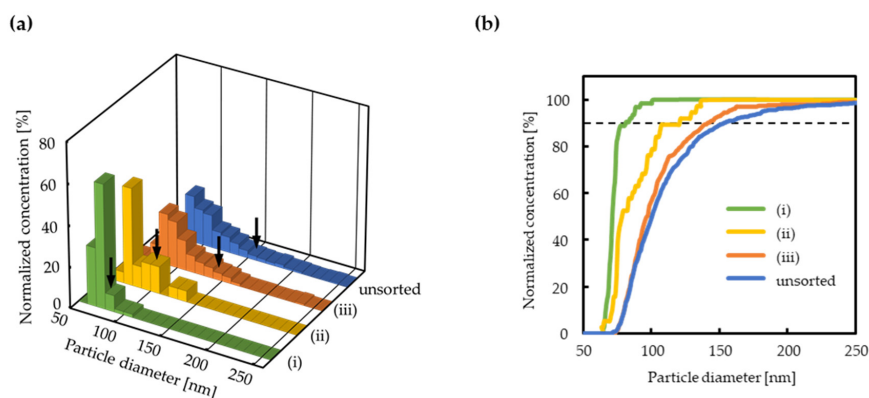 (a)
Normalized concentration [%]
80
60
40
20
0
50
100
150
200
250
Particle diameter [nm]
(i)
(ii)
(iii)
unsorted
(b)
Normalized concentration [%]
100
80
60
40
20
0
50
100
150
200
250
Particle diameter [nm]
(i)
(ii)
(iii)
unsorted